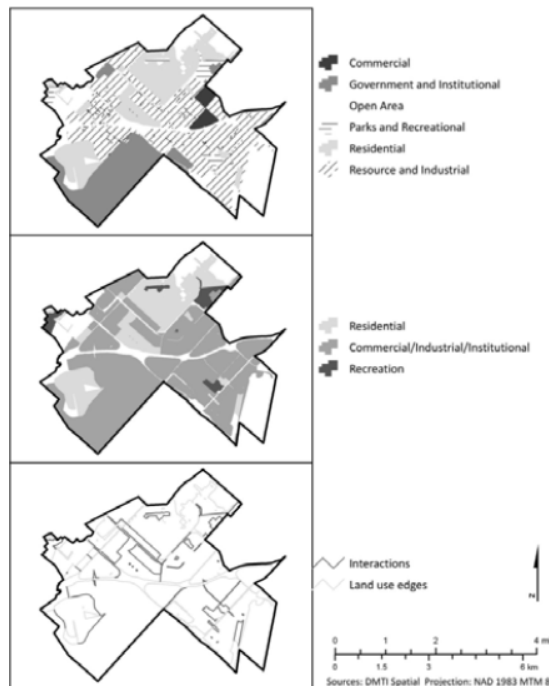 Commercial
Government and Institutional
Open Area
Parks and Recreational
Residential
Resource and Industrial
Residential
Commercial/Industrial/Institutional
Recreation
Interactions
Land use edges
N
0 1 2 4 m
0 1.5 3 6 km
Sources: DMTI Spatial Projection: NAD 1983 MTM 8